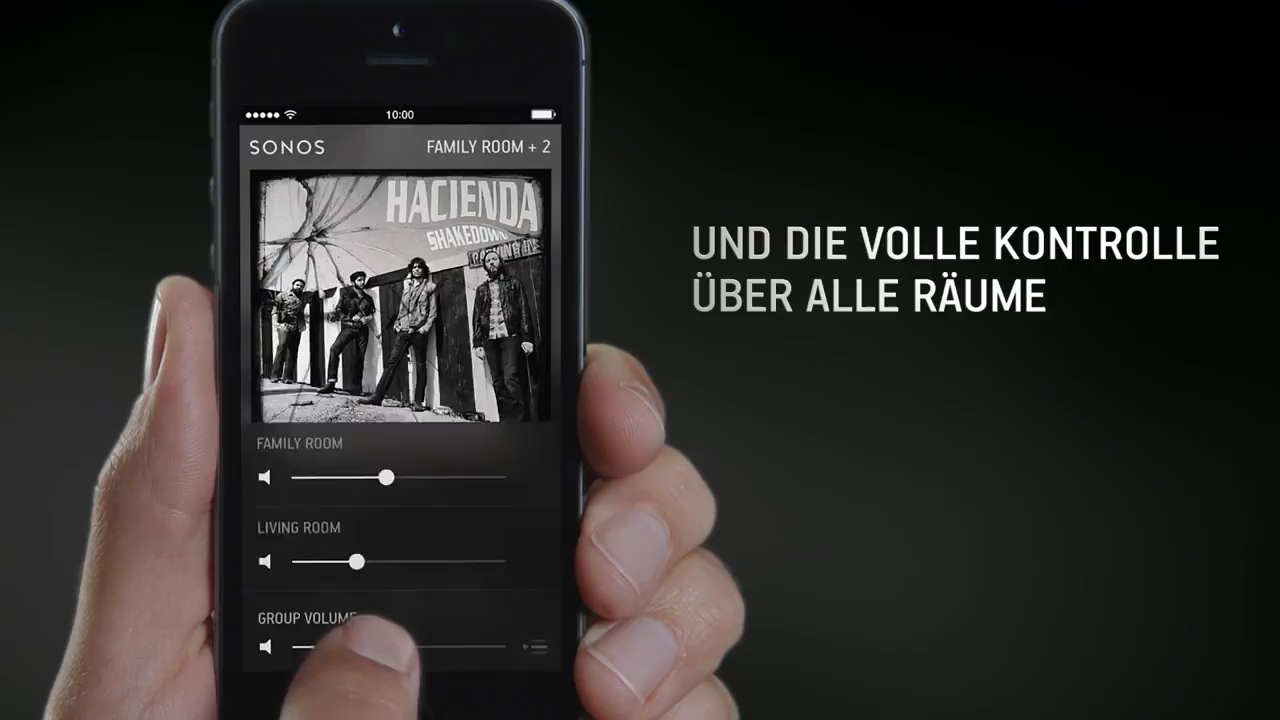 10:00
SONOS
FAMILY ROOM + 2
HACIENDA
SHAKEDOWN
PARKING
FAMILY ROOM
LIVING ROOM
GROUP VOLUME
UND DIE VOLLE KONTROLLE
ÜBER ALLE RÄUME